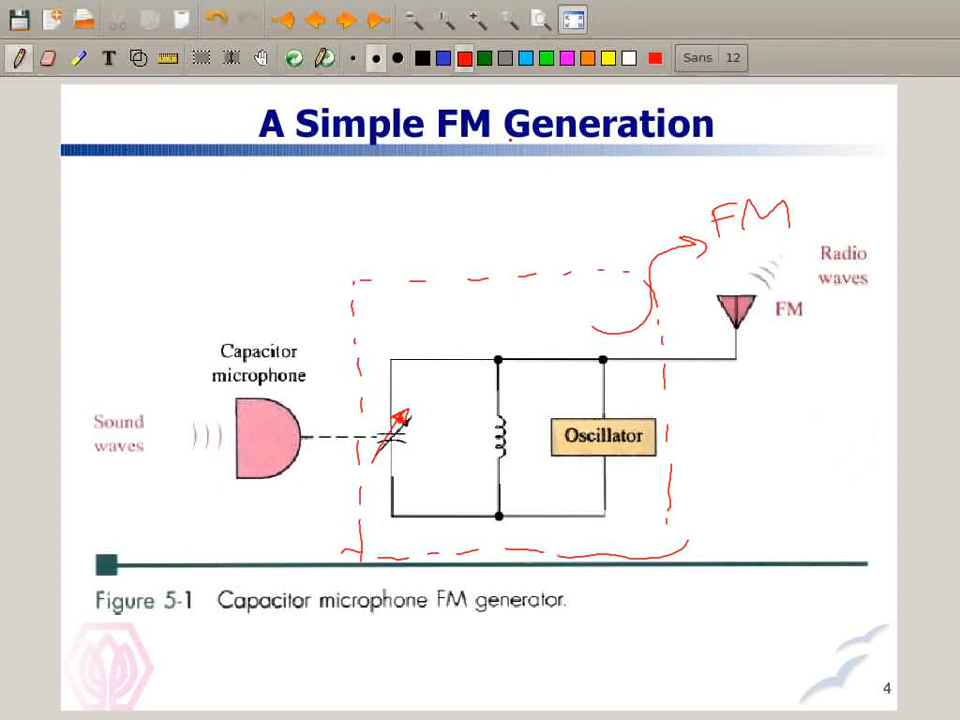 T
Sans 12
A Simple FM Generation
FM
Radio
waves
FM
Capacitor
microphone
Sound
waves
Oscillator
Figure 5-1 Capacitor microphone FM generator.
4